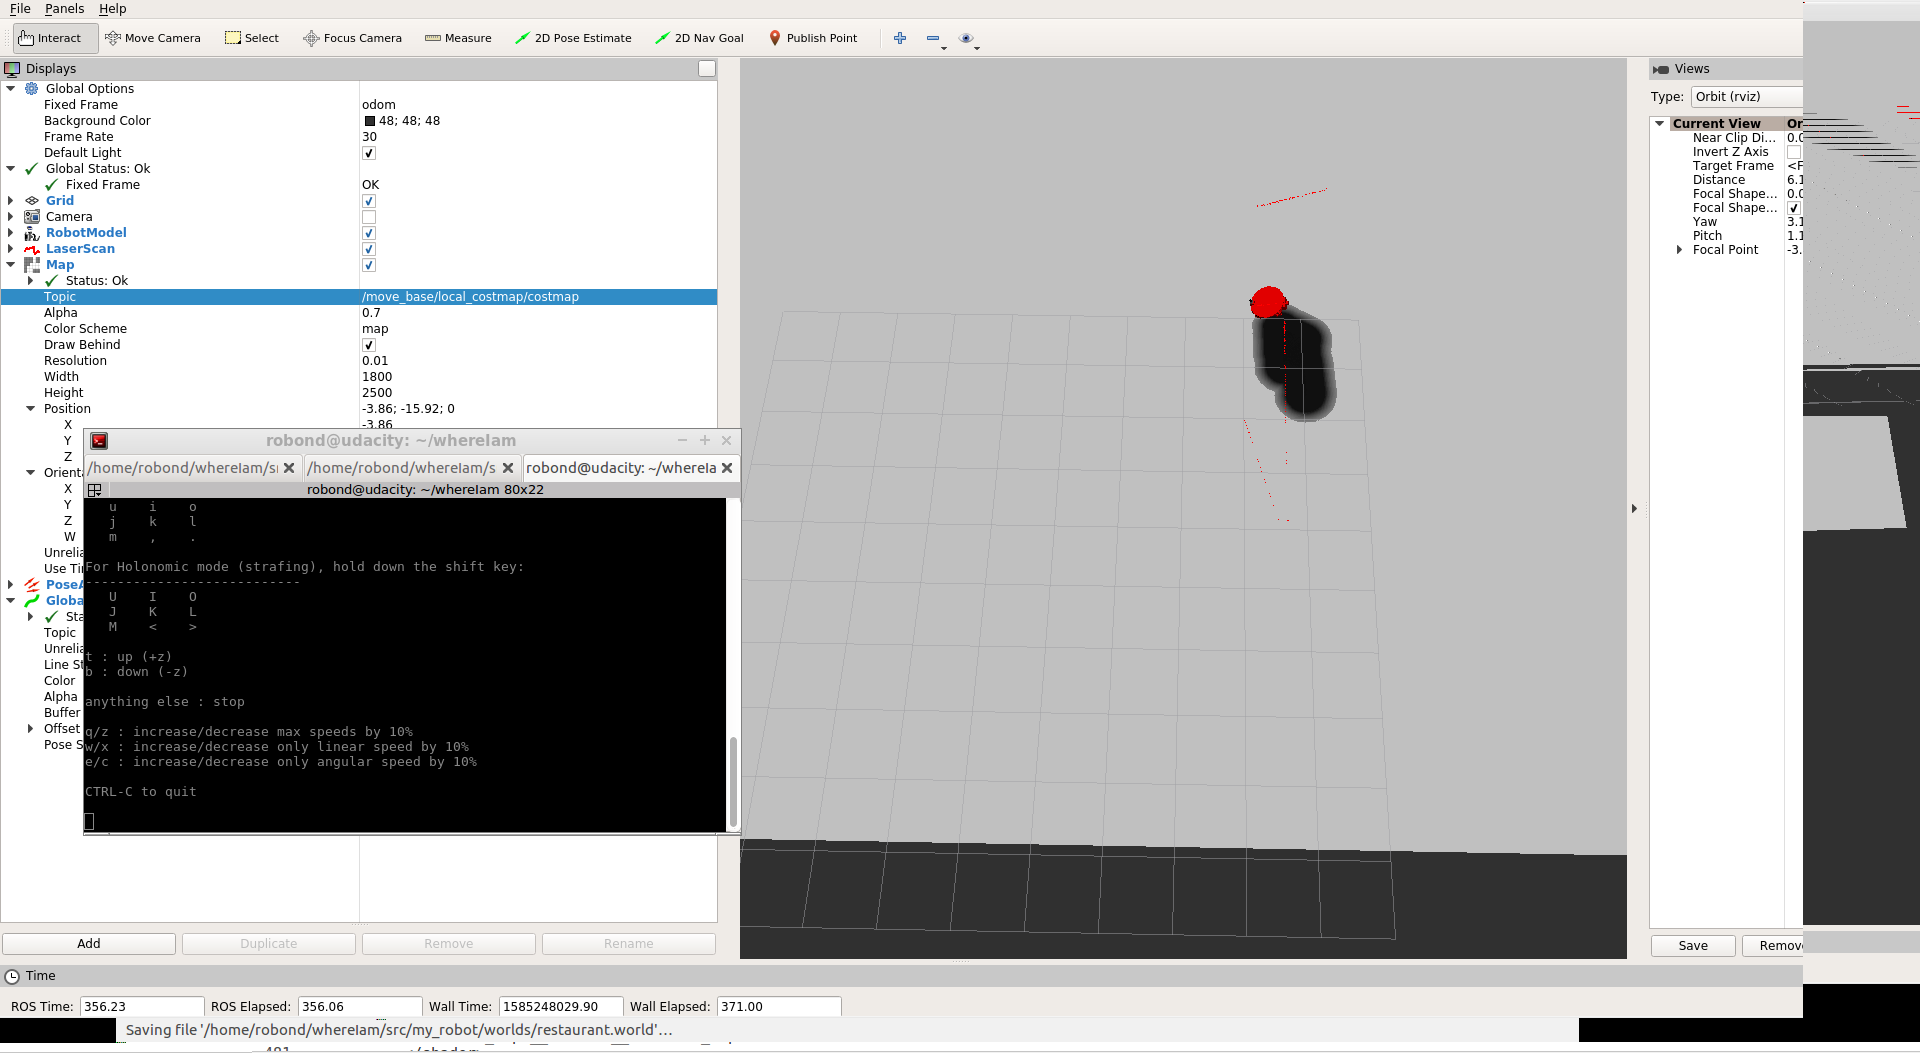 File Panels Help
Interact Move Camera Select Focus Camera Measure 2D Pose Estimate 2D Nav Goal Publish Point
Displays
Global Options
Fixed Frame odom
Background Color 48; 48; 48
Frame Rate 30
Default Light
Global Status: Ok
Fixed Frame OK
Grid
Camera
RobotModel
LaserScan
Map
Status: Ok
Topic /move_base/local_costmap/costmap
Alpha 0.7
Color Scheme map
Draw Behind
Resolution 0.01
Width 1800
Height 2500
Position -3.86; -15.92; 0
X -3.86
Y
Z
Orient
X
Y
Z
W
Unrelia
Use Ti
PoseA
Globa
Sta
Topic
Unrelia
Line St
Color
Alpha
Buffer
Offset
Pose S
robond@udacity: ~/whereIam
/home/robond/whereIam/s /home/robond/whereIam/s robond@udacity: ~/whereIa
robond@udacity: ~/whereIam 80x22
u i o
j k l
m , .
For Holonomic mode (strafing), hold down the shift key:
---------------------------
U I O
J K L
M < >
t : up (+z)
b : down (-z)
anything else : stop
q/z : increase/decrease max speeds by 10%
w/x : increase/decrease only linear speed by 10%
e/c : increase/decrease only angular speed by 10%
CTRL-C to quit
Add Duplicate Remove Rename
Views
Type: Orbit (rviz)
Current View Or
Near Clip Di... 0.0
Invert Z Axis
Target Frame <F
Distance 6.1
Focal Shape... 0.0
Focal Shape...
Yaw 3.1
Pitch 1.1
Focal Point -3.
Save Remov
Time
ROS Time: 356.23 ROS Elapsed: 356.06 Wall Time: 1585248029.90 Wall Elapsed: 371.00
Saving file '/home/robond/whereIam/src/my_robot/worlds/restaurant.world'...